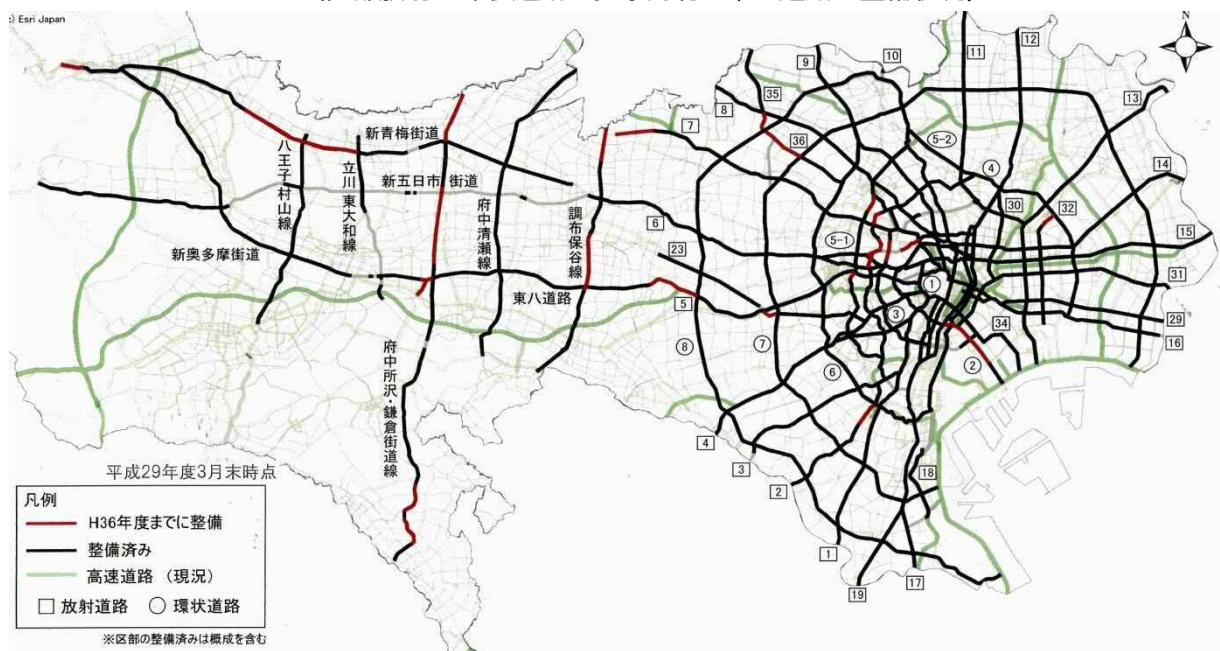 c) Esri Japan
N
新青梅街道
新五日市 街道
新奥多摩街道
東八道路
八王子村山線
立川東大和線
府中清瀬線
調布保谷線
府中所沢・鎌倉街道線
35
9
10
11
12
13
8
7
36
5-2
4
14
6
23
5-1
30
32
15
1
31
5
3
34
29
16
8
7
6
2
4
3
2
18
1
19
17
平成29年度3月末時点
凡例
H36年度までに整備
整備済み
高速道路 (現況)
□ 放射道路 ○ 環状道路
※区部の整備済みは概成を含む